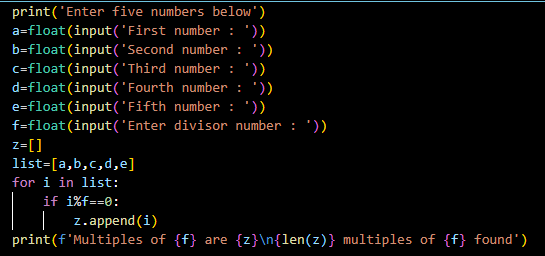 print('Enter five numbers below')
a=float(input('First number : '))
b=float(input('Second number : '))
c=float(input('Third number : '))
d=float(input('Fourth number : '))
e=float(input('Fifth number : '))
f=float(input('Enter divisor number : '))
z=[]
list=[a,b,c,d,e]
for i in list:
    if i%f==0:
        z.append(i)
print(f'Multiples of {f} are {z}\n{len(z)} multiples of {f} found')